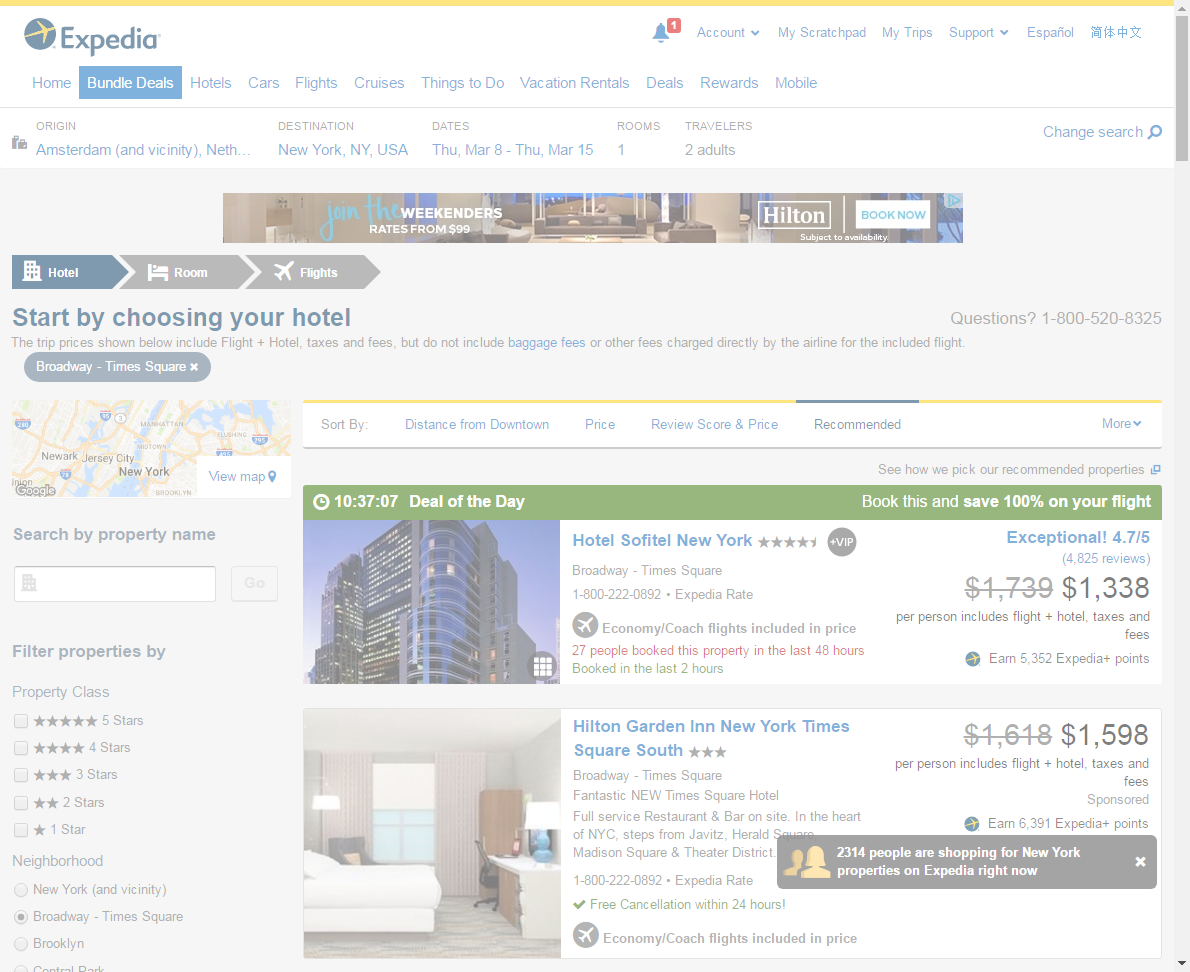 Expedia
1
Account
My Scratchpad
My Trips
Support
Español
简体中文
Home
Bundle Deals
Hotels
Cars
Flights
Cruises
Things to Do
Vacation Rentals
Deals
Rewards
Mobile
ORIGIN
Amsterdam (and vicinity), Neth...
DESTINATION
New York, NY, USA
DATES
Thu, Mar 8 - Thu, Mar 15
ROOMS
1
TRAVELERS
2 adults
Change search
join the WEEKENDERS
RATES FROM $99
Hilton
BOOK NOW
Subject to availability.
Hotel
Room
Flights
Start by choosing your hotel
Questions? 1-800-520-8325
The trip prices shown below include Flight + Hotel, taxes and fees, but do not include baggage fees or other fees charged directly by the airline for the included flight.
Broadway - Times Square ×
280
95
3
MANHATTAN
FLUSHING
295
495
MIDTOWN
Newark
Jersey City
78
New York
Union
BROOKLYN
Google
View map
Sort By:
Distance from Downtown
Price
Review Score & Price
Recommended
More
See how we pick our recommended properties
Search by property name
Go
Filter properties by
Property Class
5 Stars
4 Stars
3 Stars
2 Stars
1 Star
Neighborhood
New York (and vicinity)
Broadway - Times Square
Brooklyn
Central Park
10:37:07 Deal of the Day
Book this and save 100% on your flight
Hotel Sofitel New York
+VIP
Broadway - Times Square
1-800-222-0892 • Expedia Rate
Economy/Coach flights included in price
27 people booked this property in the last 48 hours
Booked in the last 2 hours
Exceptional! 4.7/5
(4,825 reviews)
$1,739 $1,338
per person includes flight + hotel, taxes and
fees
Earn 5,352 Expedia+ points
Hilton Garden Inn New York Times
Square South
Broadway - Times Square
Fantastic NEW Times Square Hotel
Full service Restaurant & Bar on site. In the heart
of NYC, steps from Javitz, Herald Square
Madison Square & Theater District.
1-800-222-0892 • Expedia Rate
Free Cancellation within 24 hours!
Economy/Coach flights included in price
$1,618 $1,598
per person includes flight + hotel, taxes and
fees
Sponsored
Earn 6,391 Expedia+ points
2314 people are shopping for New York
properties on Expedia right now